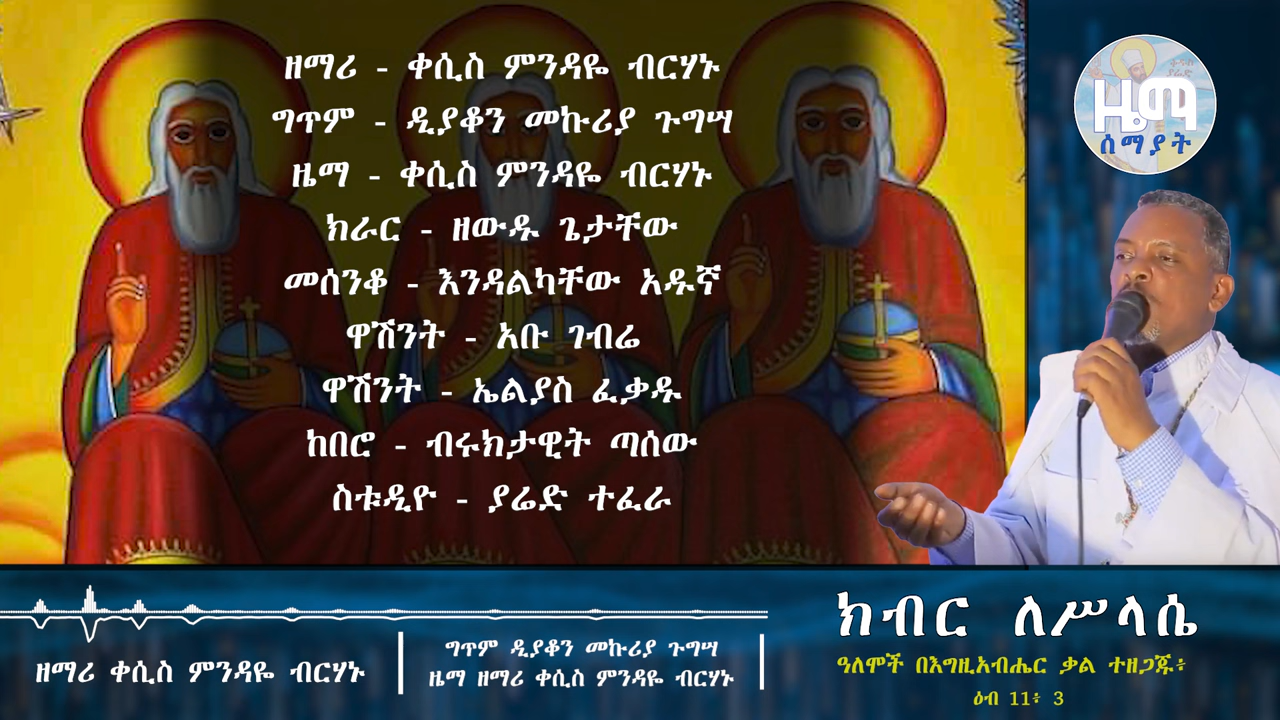 ዘማሪ - ቀሲስ ምንዳዬ ብርሃኑ
ግጥም - ዲያቆን መኩሪያ ጉግሣ
ዜማ - ቀሲስ ምንዳዬ ብርሃኑ
ክራር - ዘውዱ ጌታቸው
መሰንቆ - እንዳልካቸው አዱኛ
ዋሽንት - አቡ ገብሬ
ዋሽንት - ኤልያስ ፈቃዱ
ከበሮ - ብሩክታዊት ጣሰው
ስቱዲዮ - ያሬድ ተፈራ
ዜማ
ሰማያት
ዘማሪ ቀሲስ ምንዳዬ ብርሃኑ
ግጥም ዲያቆን መኩሪያ ጉግሣ
ዜማ ዘማሪ ቀሲስ ምንዳዬ ብርሃኑ
ክብር ለሥላሴ
ዓለሞች በእግዚአብሔር ቃል ተዘጋጁ፥
ዕብ 11፥ 3